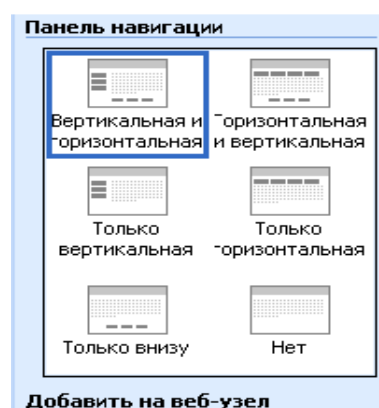 Панель навигации
Вертикальная и горизонтальная
Горизонтальная и вертикальная
Только вертикальная
Только горизонтальная
Только внизу
Нет
Добавить на веб-узел